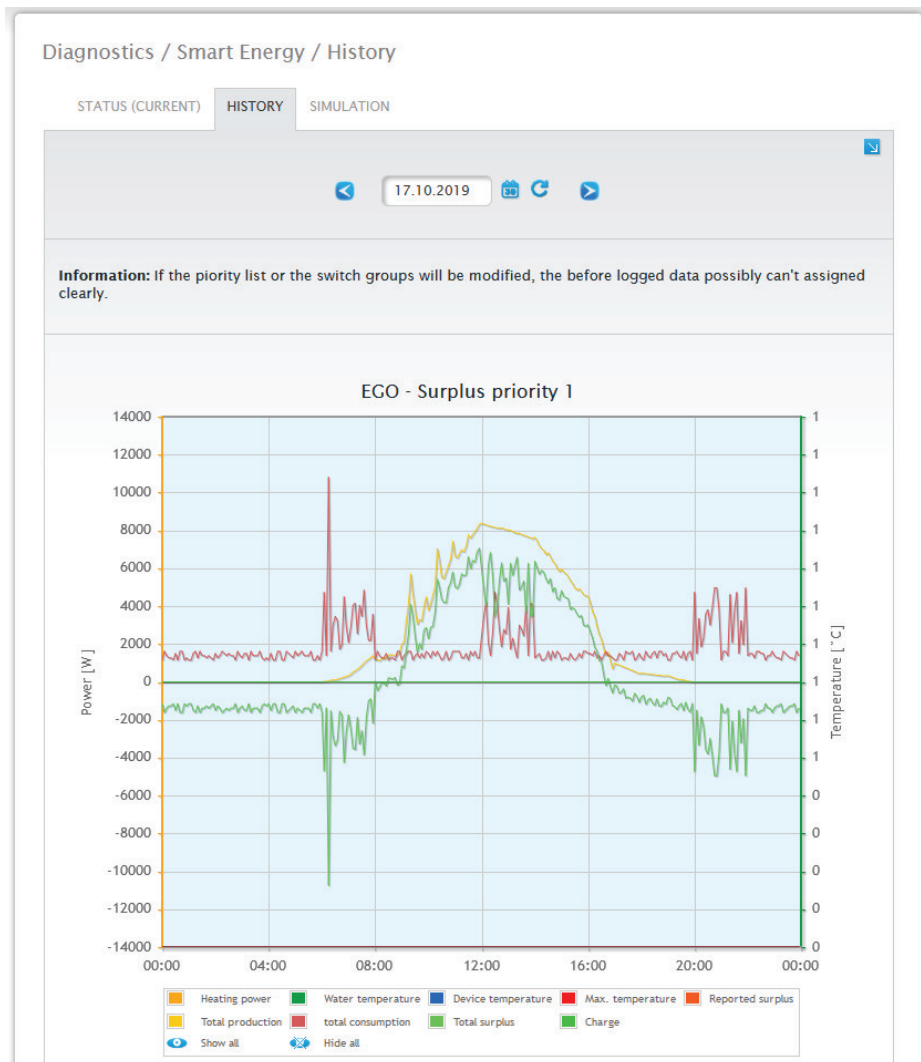 Diagnostics / Smart Energy / History
STATUS (CURRENT) HISTORY SIMULATION
17.10.2019 30
Information: If the piority list or the switch groups will be modified, the before logged data possibly can't assigned
clearly.
EGO - Surplus priority 1
14000 1
12000 1
10000 1
8000 1
6000 1
4000 1
2000 1
0 1
-2000 1
-4000 1
-6000 0
-8000 0
-10000 0
-12000 0
-14000 0
Power [W]
Temperature [˚C]
00:00 04:00 08:00 12:00 16:00 20:00 00:00
Heating power Water temperature Device temperature Max. temperature Reported surplus
Total production total consumption Total surplus Charge
Show all Hide all